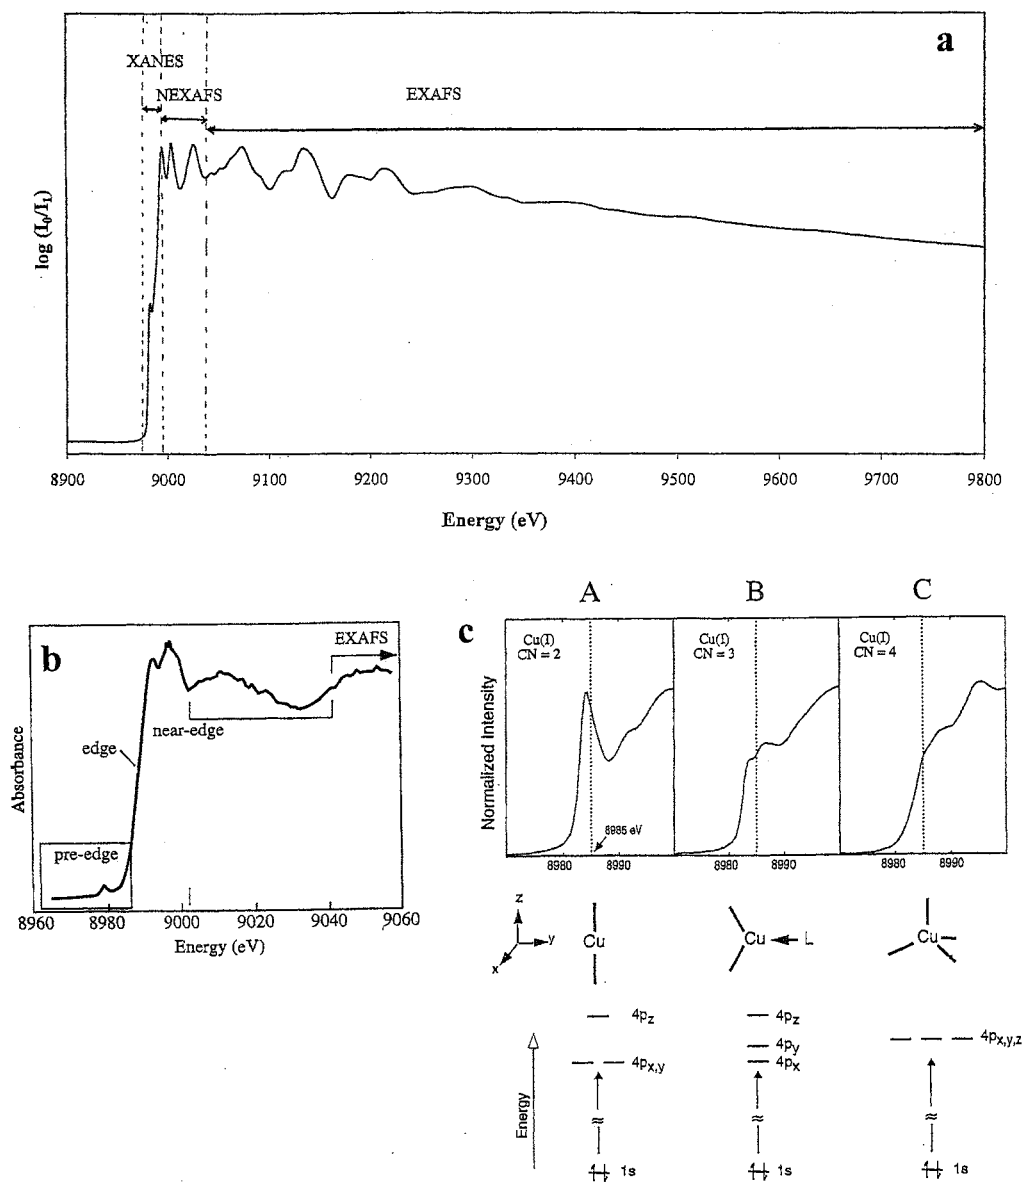 a
XANES
NEXAFS
EXAFS
log (I₀/I₁)
8900 9000 9100 9200 9300 9400 9500 9600 9700 9800
Energy (eV)
b
EXAFS
near-edge
edge
pre-edge
Absorbance
8960 8980 9000 9020 9040 9060
Energy (eV)
c
A B C
Cu(I)
CN = 2
Cu(I)
CN = 3
Cu(I)
CN = 4
Normalized Intensity
8985 eV
8980 8990 8980 8990 8980 8990
z
y
x
Cu
Cu L
Cu
4pz
4px,y
4pz
4py
4px
4px,y,z
Energy
≈ ≈ ≈
1s 1s 1s